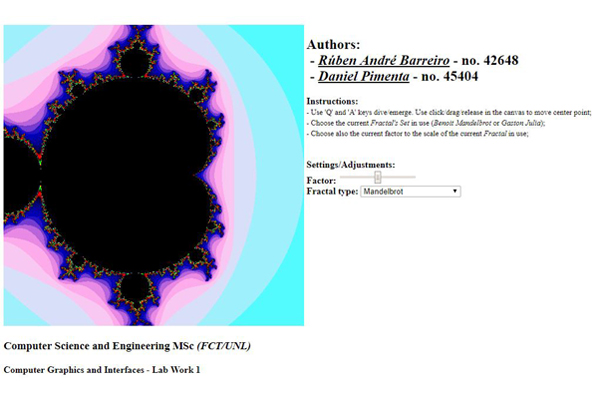 Authors:
- Rúben André Barreiro - no. 42648
- Daniel Pimenta - no. 45404
Instructions:
- Use 'Q' and 'A' keys dive/emerge. Use click/drag/release in the canvas to move center point;
- Choose the current Fractal's Set in use (Benoit Mandelbrot or Gaston Julia);
- Choose also the current factor to the scale of the current Fractal in use;
Settings/Adjustments:
Factor:
Fractal type: Mandelbrot
Computer Science and Engineering MSc (FCT/UNL)
Computer Graphics and Interfaces - Lab Work 1